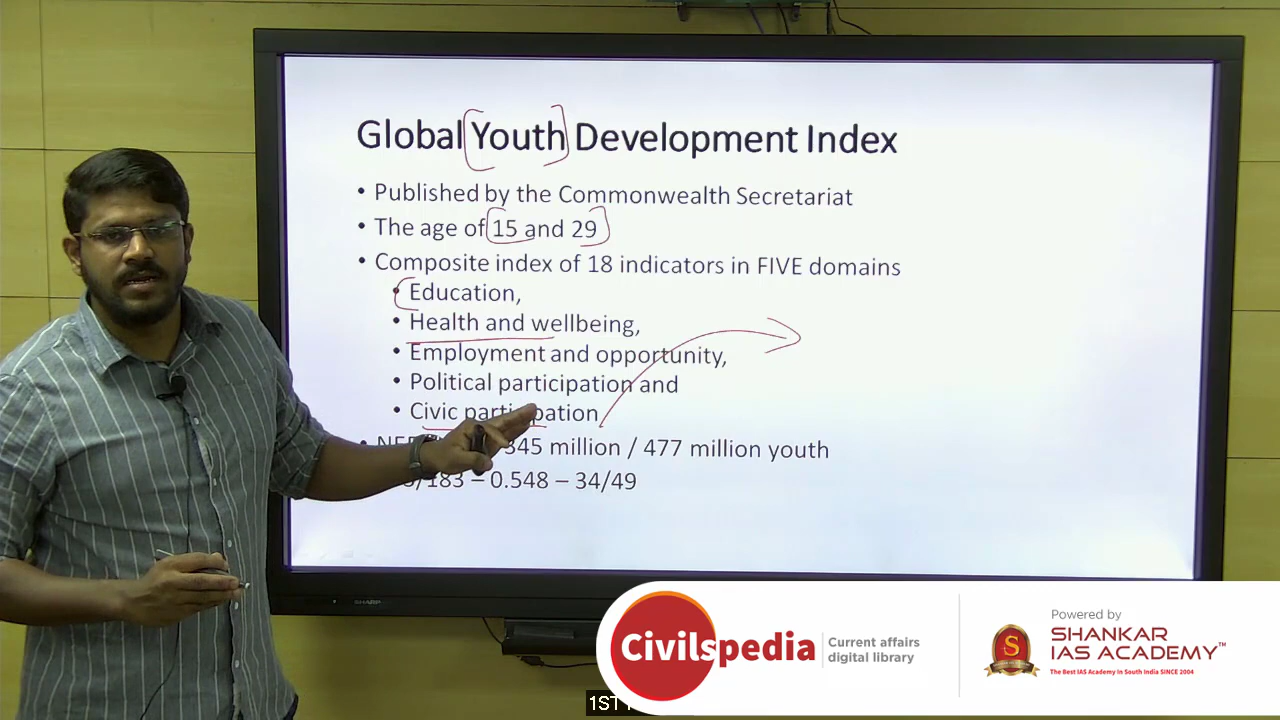 Global Youth Development Index
• Published by the Commonwealth Secretariat
• The age of 15 and 29
• Composite index of 18 indicators in FIVE domains
• Education,
• Health and wellbeing,
• Employment and opportunity,
• Political participation and
• Civic participation
345 million / 477 million youth
/183 – 0.548 – 34/49
SHARP
Civilspedia
Current affairs
digital library
Powered by
SHANKAR
IAS ACADEMY™
The Best IAS Academy In South India SINCE 2004
S
1ST